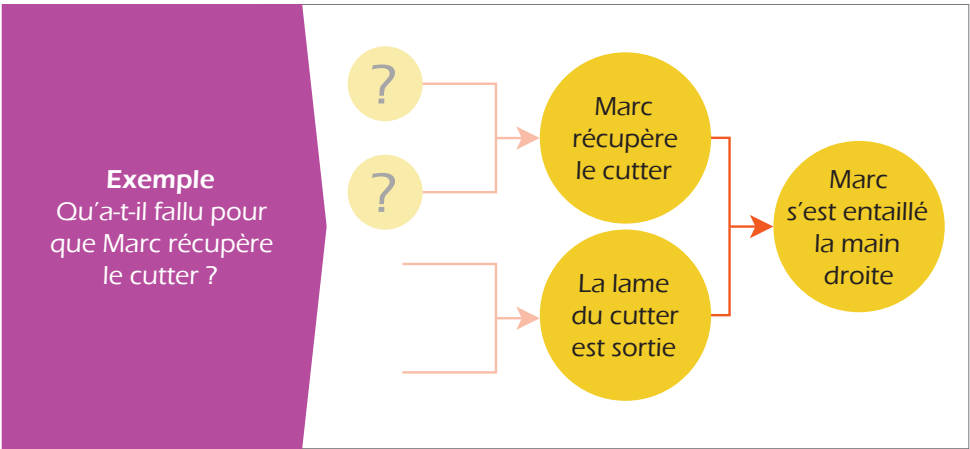 Exemple
Qu'a-t-il fallu pour
que Marc récupère
le cutter ?
?
?
Marc
récupère
le cutter
La lame
du cutter
est sortie
Marc
s'est entaillé
la main
droite